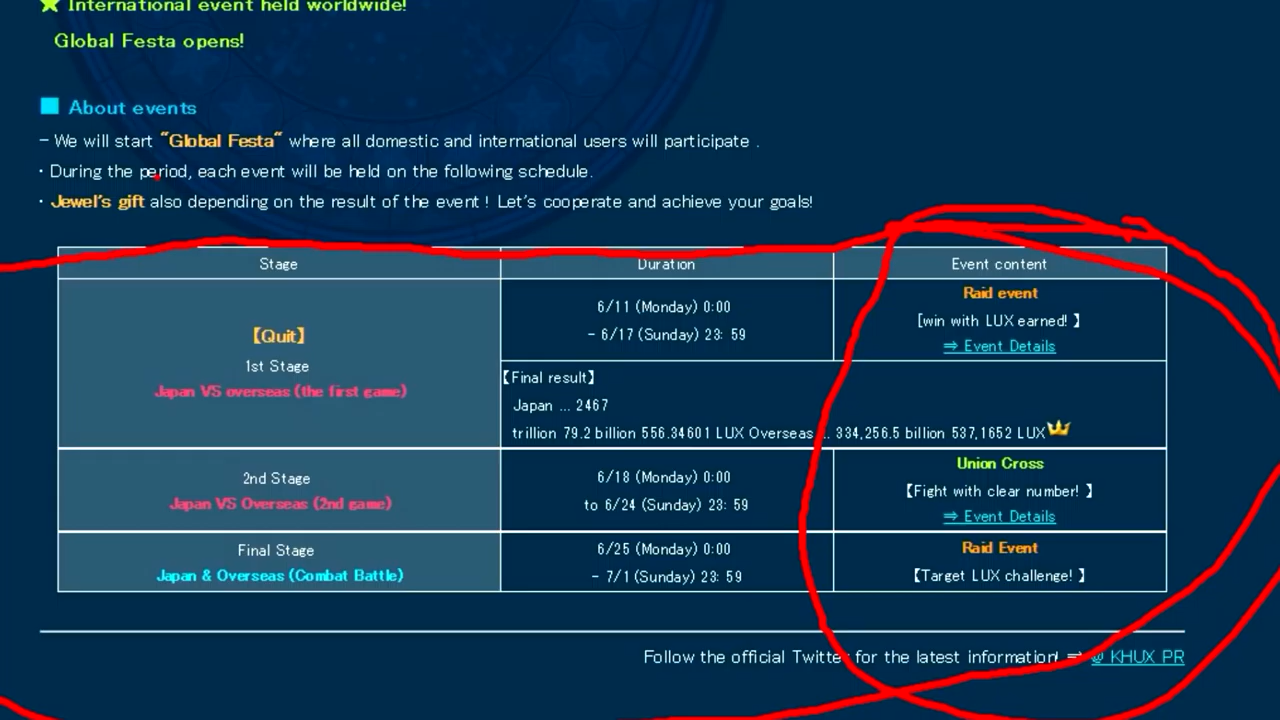 ★ International event held worldwide!
Global Festa opens!
■ About events
- We will start "Global Festa" where all domestic and international users will participate .
・During the period, each event will be held on the following schedule.
・Jewel's gift also depending on the result of the event ! Let's cooperate and achieve your goals!
Stage Duration Event content
【Quit】
1st Stage
Japan VS overseas (the first game)
6/11 (Monday) 0:00
- 6/17 (Sunday) 23: 59
Raid event
[win with LUX earned! 】
⇒ Event Details
【Final result】
Japan ... 2467
trillion 79.2 billion 556.34601 LUX Overseas ... 334,256.5 billion 537,1652 LUX
2nd Stage
Japan VS Overseas (2nd game)
6/18 (Monday) 0:00
to 6/24 (Sunday) 23: 59
Union Cross
【Fight with clear number! 】
⇒ Event Details
Final Stage
Japan & Overseas (Combat Battle)
6/25 (Monday) 0:00
- 7/1 (Sunday) 23: 59
Raid Event
【Target LUX challenge! 】
Follow the official Twitter for the latest information! ⇒ @ KHUX PR